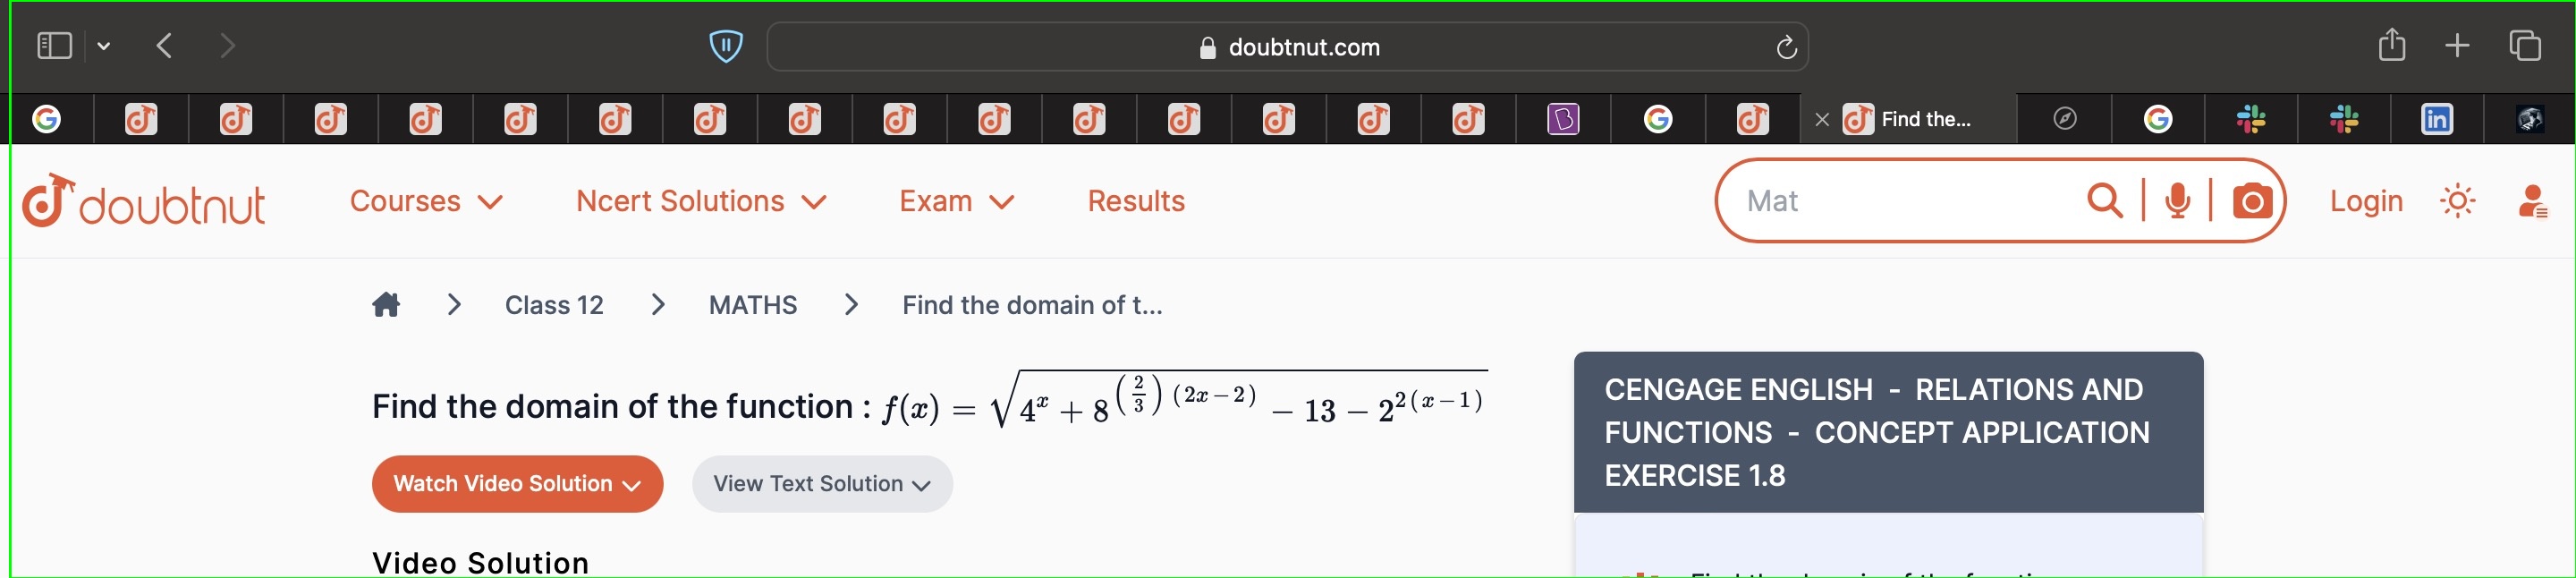 doubtnut.com
Find the...
doubtnut Courses Ncert Solutions Exam Results Mat Login
Class 12 MATHS Find the domain of t...
Find the domain of the function : $f(x) = \sqrt{4^x + 8^{\left(\frac{2}{3}\right)(2x-2)} - 13 - 2^{2(x-1)}}$
Watch Video Solution View Text Solution
Video Solution
CENGAGE ENGLISH - RELATIONS AND
FUNCTIONS - CONCEPT APPLICATION
EXERCISE 1.8